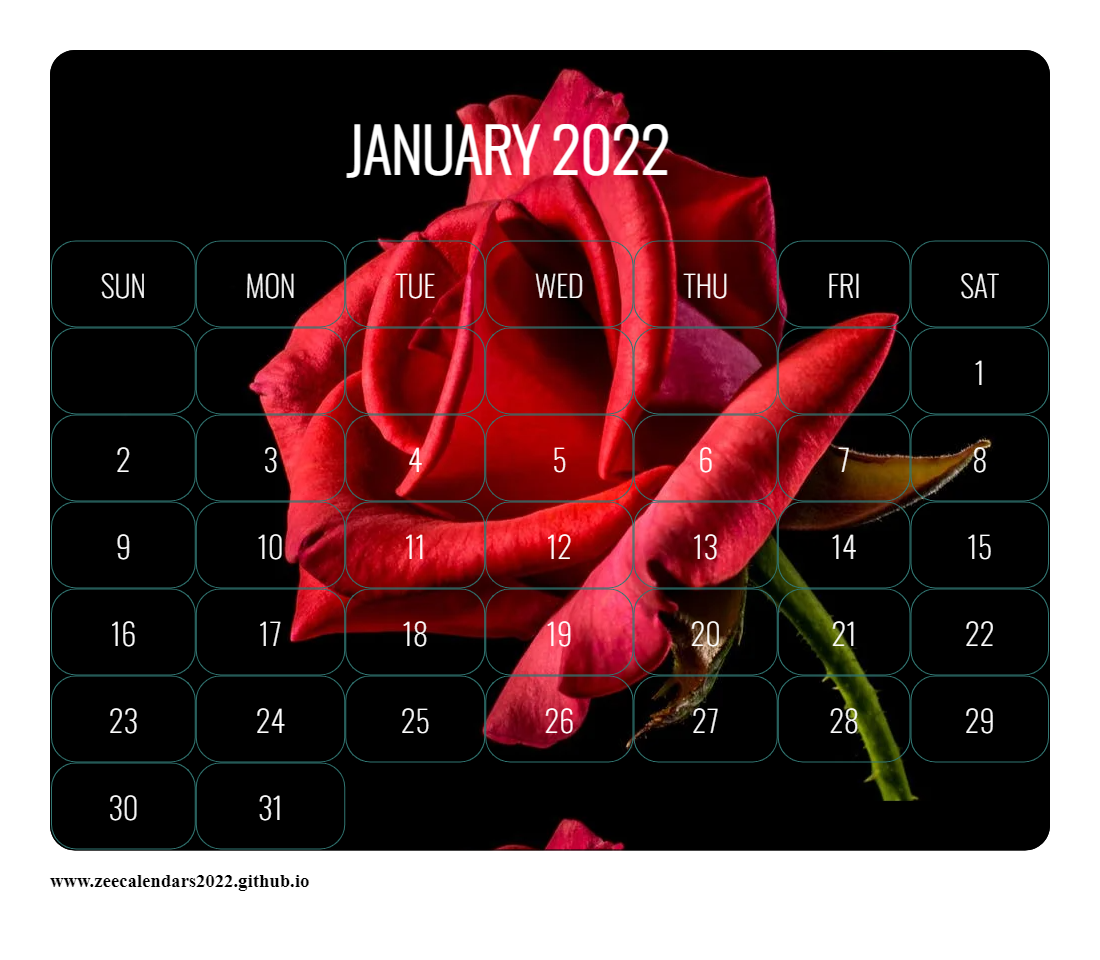 JANUARY 2022
SUN MON TUE WED THU FRI SAT
1
2 3 4 5 6 7 8
9 10 11 12 13 14 15
16 17 18 19 20 21 22
23 24 25 26 27 28 29
30 31
www.zeecalendars2022.github.io